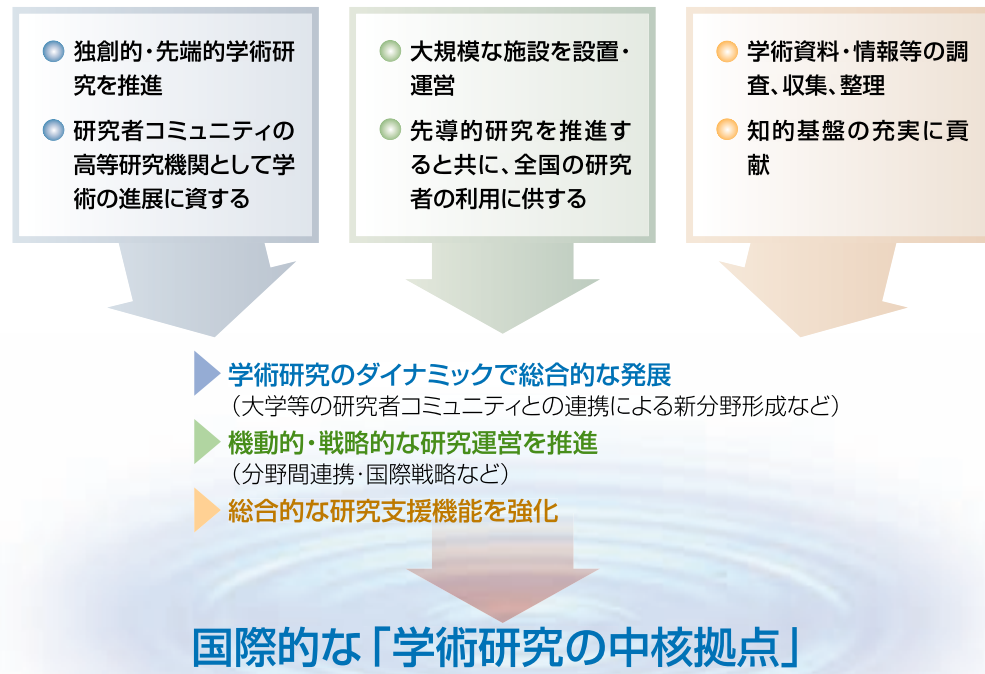 独創的・先端的学術研
究を推進
研究者コミュニティの
高等研究機関として学
術の進展に資する
大規模な施設を設置・
運営
先導的研究を推進す
ると共に、全国の研究
者の利用に供する
学術資料・情報等の調
査、収集、整理
知的基盤の充実に貢
献
学術研究のダイナミックで総合的な発展
（大学等の研究者コミュニティとの連携による新分野形成など）
機動的・戦略的な研究運営を推進
（分野間連携・国際戦略など）
総合的な研究支援機能を強化
国際的な「学術研究の中核拠点」